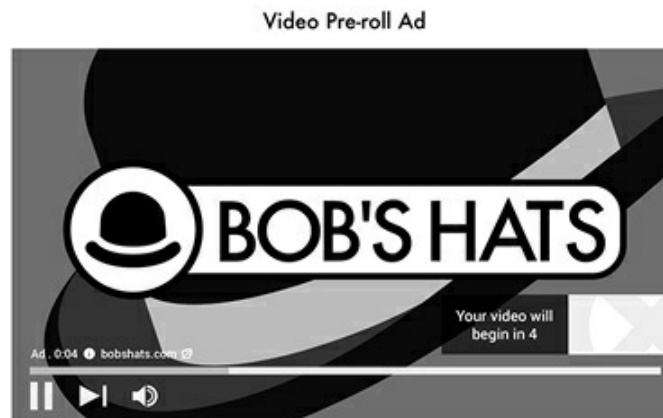 Video Pre-roll Ad
BOB'S HATS
Your video will
begin in 4
Ad . 0:04 bobshats.com